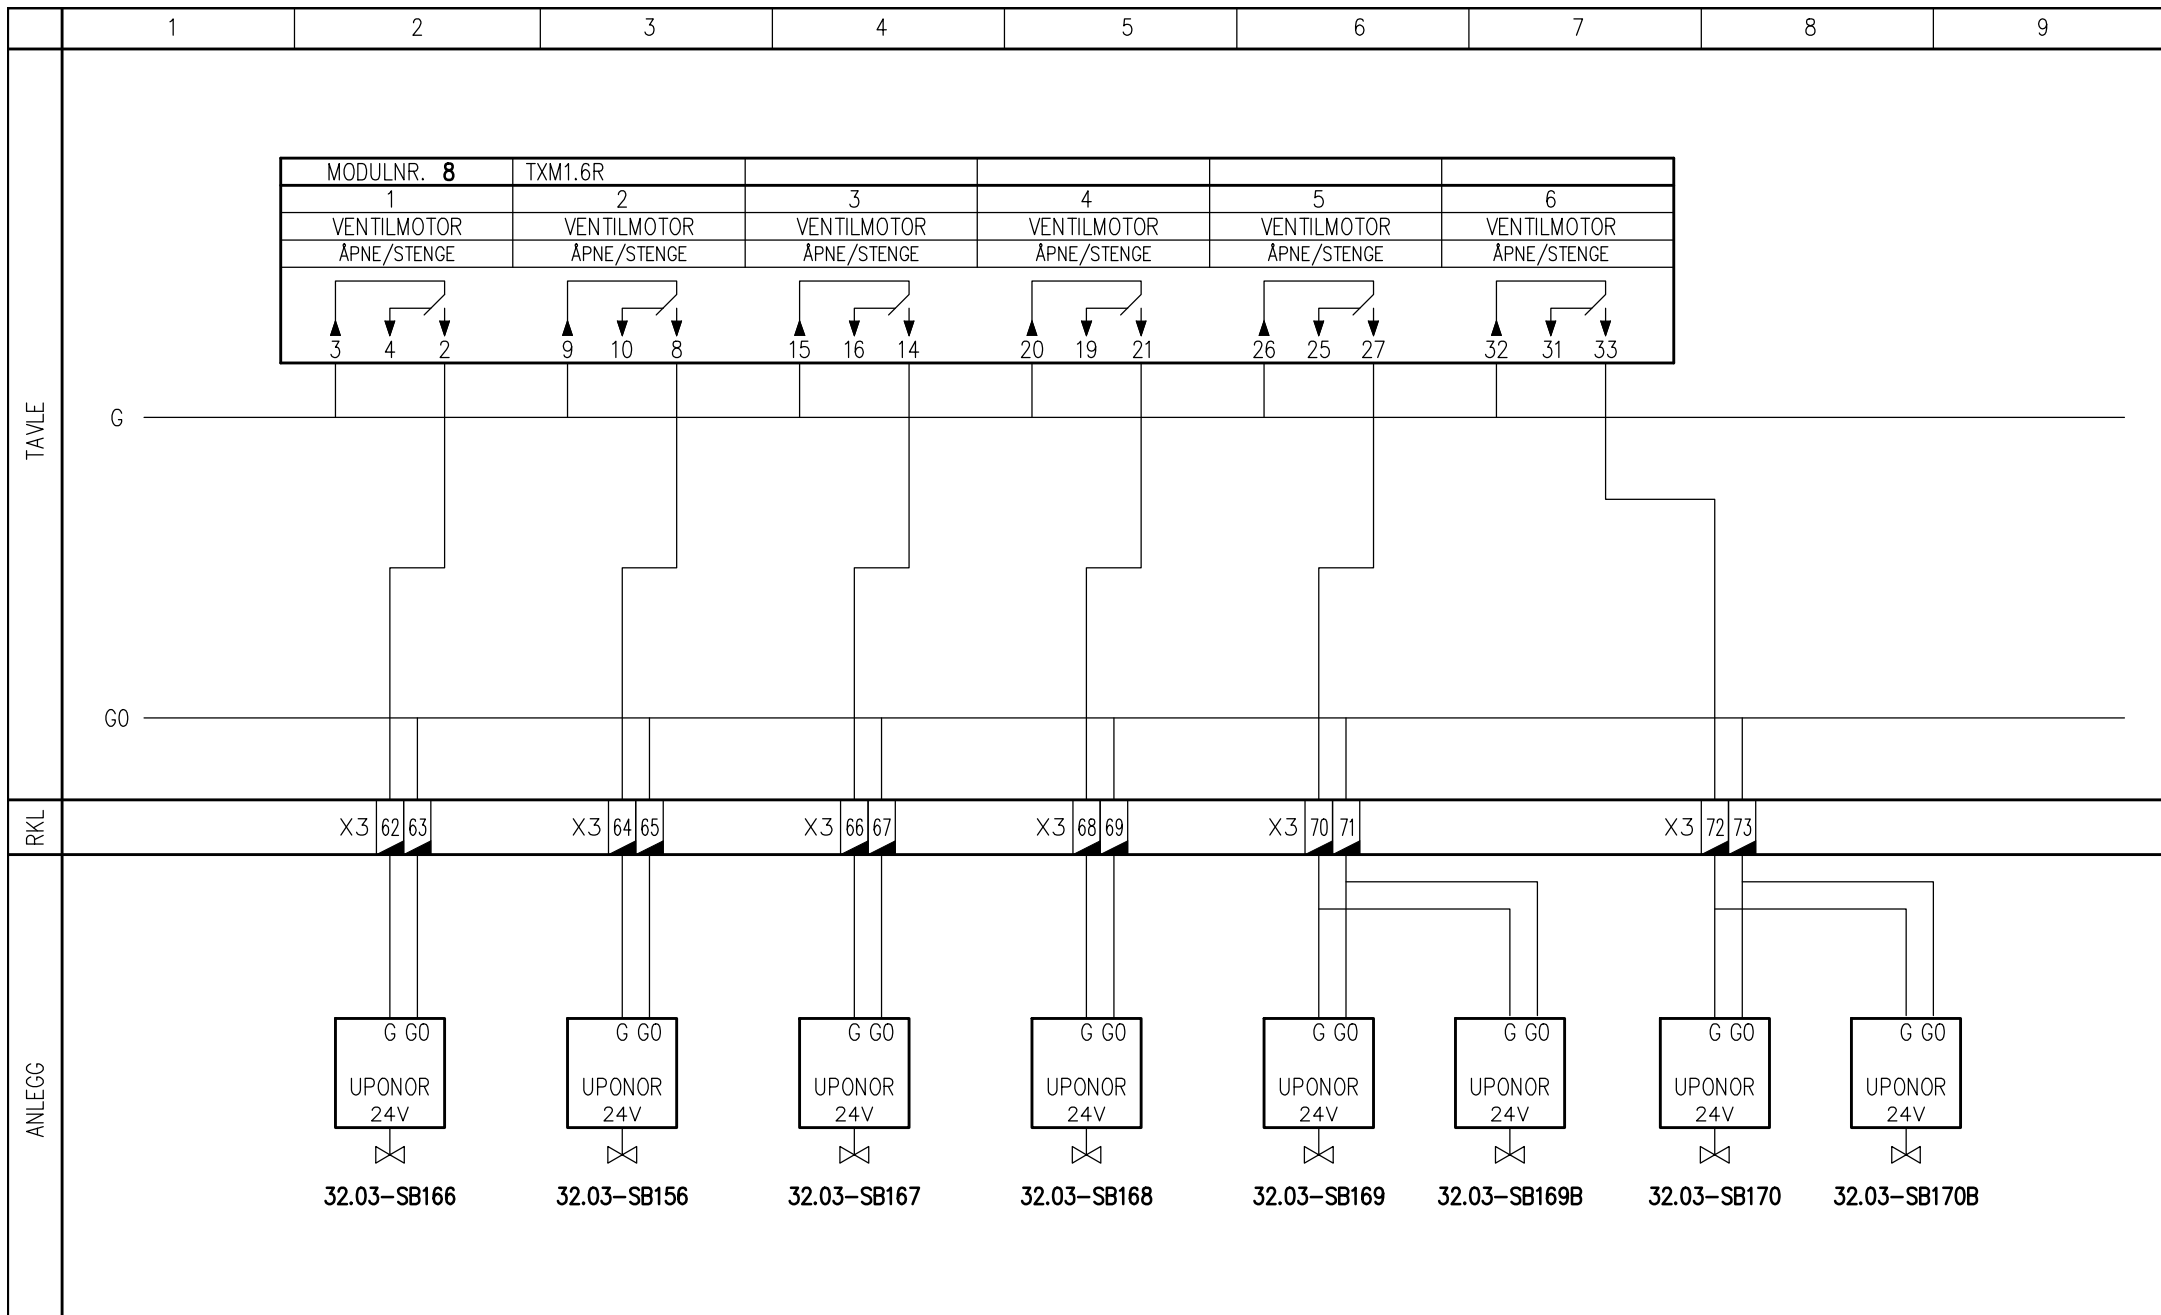 1 2 3 4 5 6 7 8 9
MODULNR. 8 TXM1.6R
1 2 3 4 5 6
VENTILMOTOR VENTILMOTOR VENTILMOTOR VENTILMOTOR VENTILMOTOR VENTILMOTOR
ÅPNE/STENGE ÅPNE/STENGE ÅPNE/STENGE ÅPNE/STENGE ÅPNE/STENGE ÅPNE/STENGE
3 4 2 9 10 8 15 16 14 20 19 21 26 25 27 32 31 33
TAVLE
G
G0
RKL
X3 62 63 X3 64 65 X3 66 67 X3 68 69 X3 70 71 X3 72 73
ANLEGG
G G0 G G0 G G0 G G0 G G0 G G0 G G0 G G0
UPONOR UPONOR UPONOR UPONOR UPONOR UPONOR UPONOR UPONOR
24V 24V 24V 24V 24V 24V 24V 24V
32.03-SB166 32.03-SB156 32.03-SB167 32.03-SB168 32.03-SB169 32.03-SB169B 32.03-SB170 32.03-SB170B